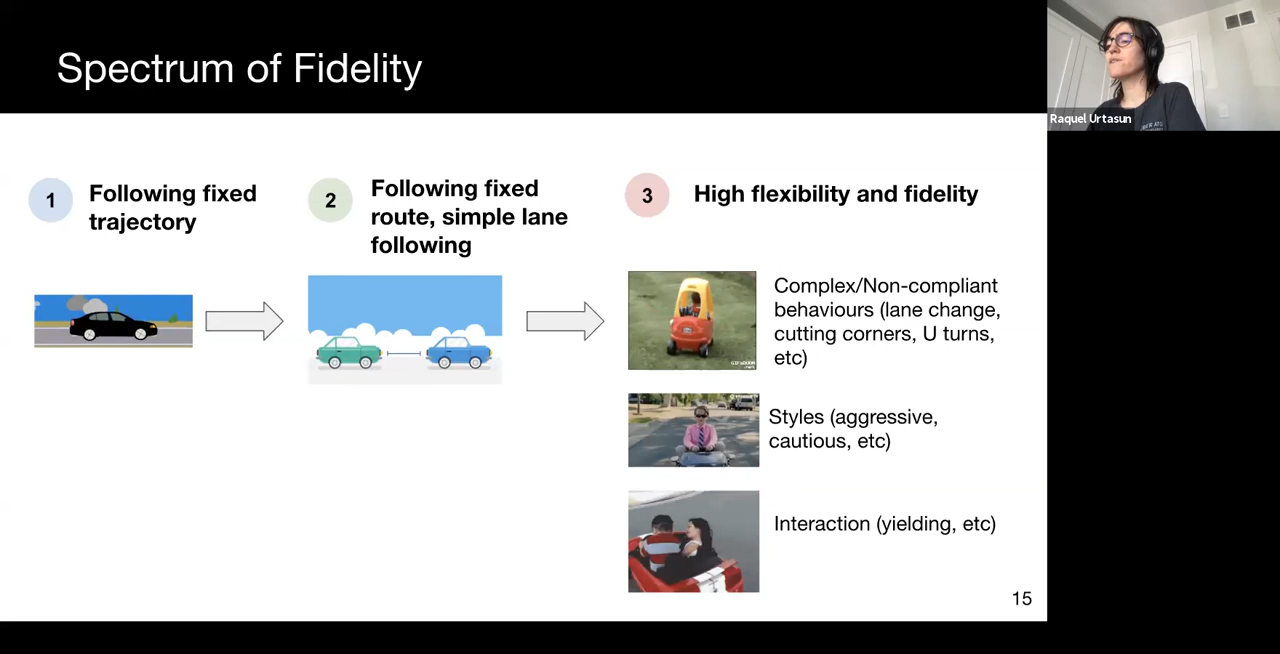 Spectrum of Fidelity
Raquel Urtasun
1
Following fixed
trajectory
2
Following fixed
route, simple lane
following
3
High flexibility and fidelity
Complex/Non-compliant
behaviours (lane change,
cutting corners, U turns,
etc)
Styles (aggressive,
cautious, etc)
Interaction (yielding, etc)
15